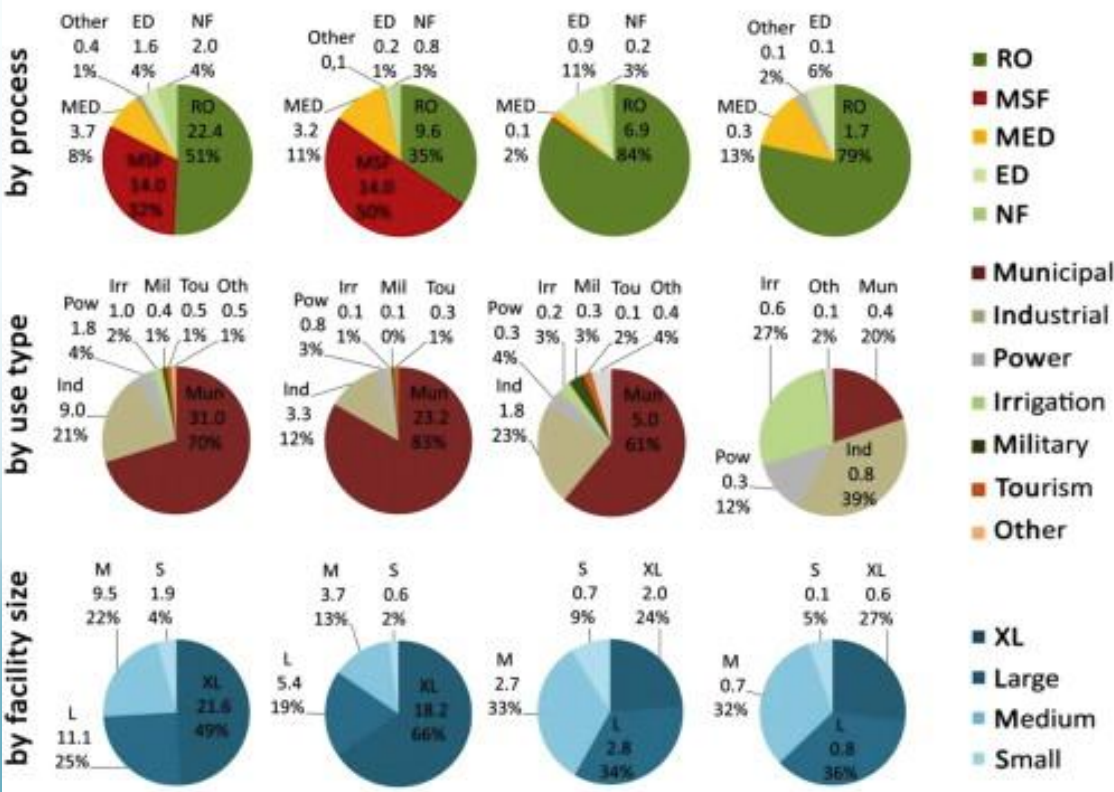 by process
Other
0.4
1%
ED
1.6
4%
NF
2.0
4%
MED
3.7
8%
RO
22.4
51%
MSF
14.0
32%
Other
0,1
ED
0.2
1%
NF
0.8
3%
MED
3.2
11%
RO
9.6
35%
MSF
14.0
50%
ED
0.9
11%
NF
0.2
3%
MED
0.1
2%
RO
6.9
84%
Other
0.1
2%
ED
0.1
6%
MED
0.3
13%
RO
1.7
79%
RO
MSF
MED
ED
NF
by use type
Pow
1.8
4%
Irr
1.0
2%
Mil
0.4
1%
Tou
0.5
1%
Oth
0.5
1%
Ind
9.0
21%
Mun
31.0
70%
Pow
0.8
3%
Irr
0.1
1%
Mil
0.1
0%
Tou
0.3
1%
Ind
3.3
12%
Mun
23.2
83%
Pow
0.3
4%
Irr
0.2
3%
Mil
0.3
3%
Tou
0.1
2%
Oth
0.4
4%
Ind
1.8
23%
Mun
5.0
61%
Irr
0.6
27%
Oth
0.1
2%
Mun
0.4
20%
Pow
0.3
12%
Ind
0.8
39%
Municipal
Industrial
Power
Irrigation
Military
Tourism
Other
by facility size
M
9.5
22%
S
1.9
4%
L
11.1
25%
XL
21.6
49%
M
3.7
13%
S
0.6
2%
L
5.4
19%
XL
18.2
66%
S
0.7
9%
XL
2.0
24%
M
2.7
33%
L
2.8
34%
S
0.1
5%
XL
0.6
27%
M
0.7
32%
L
0.8
36%
XL
Large
Medium
Small